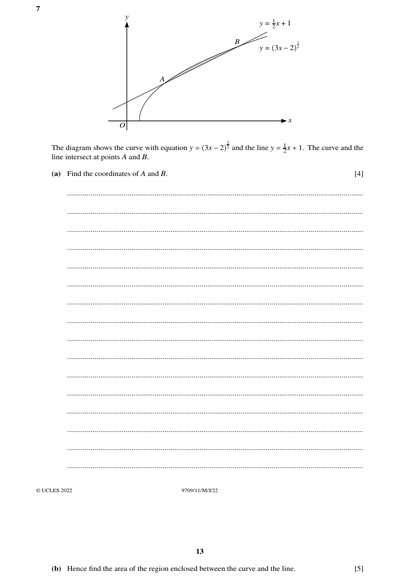 7
y
y = ½x + 1
B
y = (3x − 2)^½
A
O
x
The diagram shows the curve with equation y = (3x − 2)^½ and the line y = ½x + 1. The curve and the
line intersect at points A and B.
(a) Find the coordinates of A and B. [4]
© UCLES 2022 9709/11/M/J/22
13
(b) Hence find the area of the region enclosed between the curve and the line. [5]